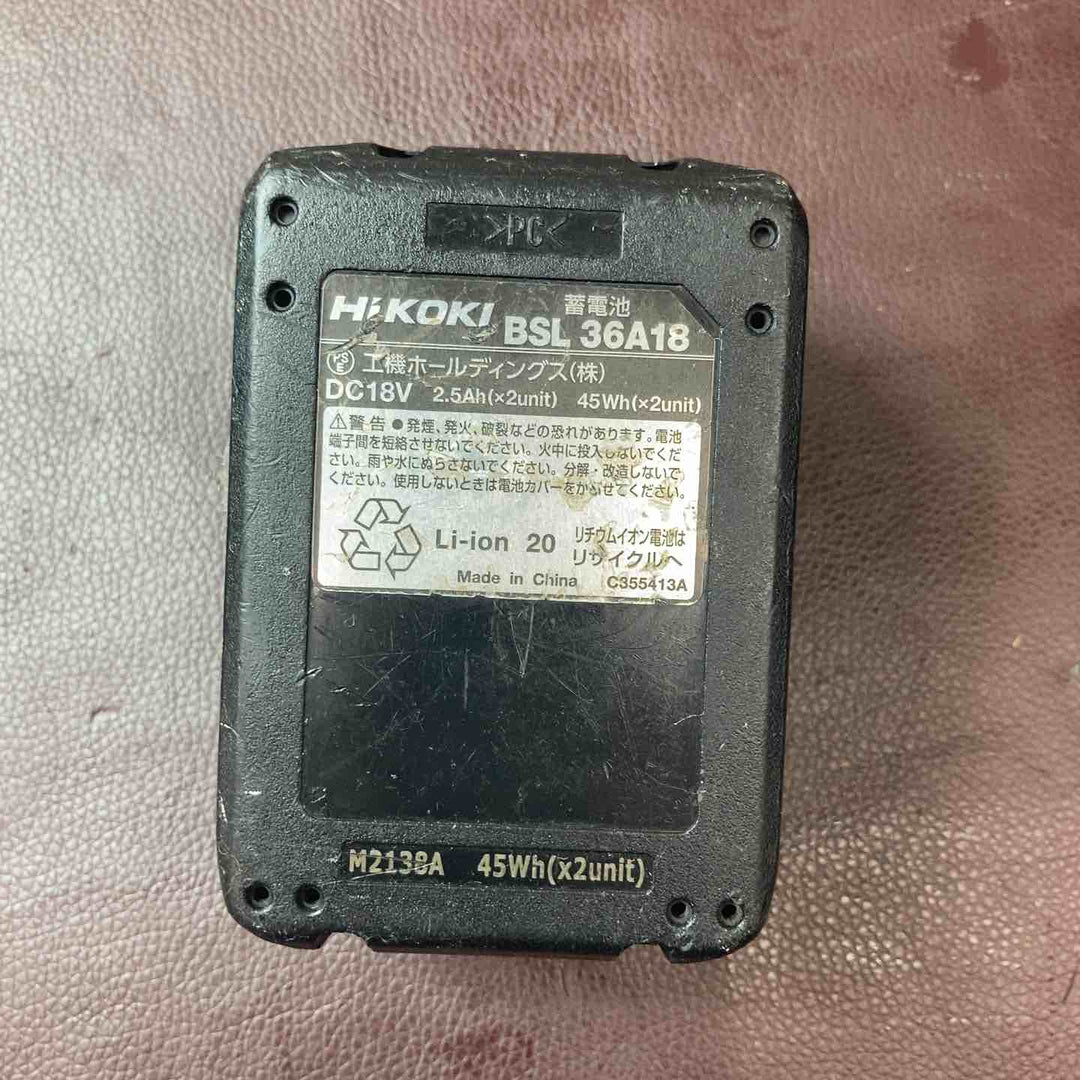 >PC<
HiKOKI 蓄電池
BSL 36A18
PSE 工機ホールディングス(株)
DC18V 2.5Ah(×2unit) 45Wh(×2unit)
⚠警告 ●発煙、発火、破裂などの恐れがあります。電池
端子間を短絡させないでください。火中に投入しないでくだ
さい。雨や水にぬらさないでください。分解・改造しないで
ください。使用しないときは電池カバーをかぶせてください。
Li-ion 20 リチウムイオン電池は
リサイクルへ
Made in China C355413A
M2138A 45Wh(x2unit)